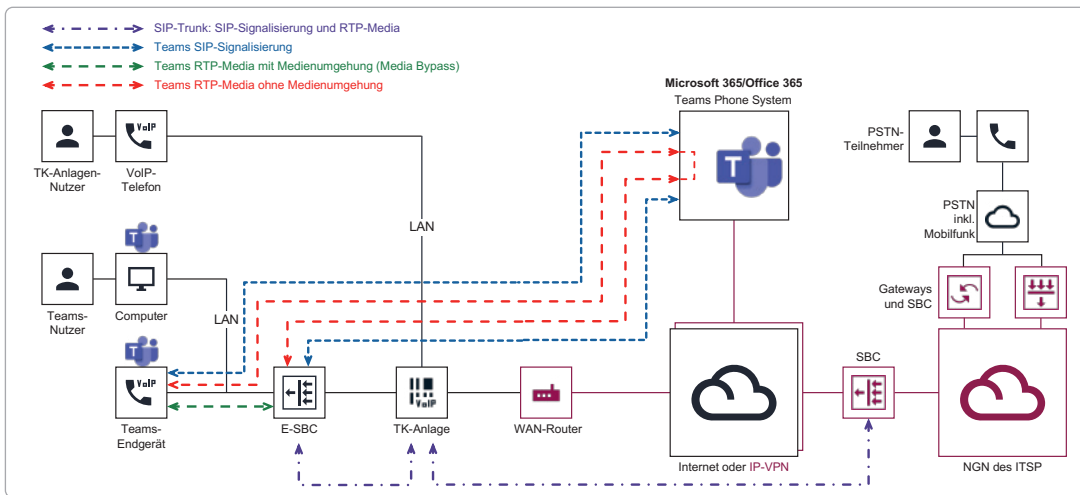 SIP-Trunk: SIP-Signalisierung und RTP-Media
Teams SIP-Signalisierung
Teams RTP-Media mit Medienumgehung (Media Bypass)
Teams RTP-Media ohne Medienumgehung
Microsoft 365/Office 365
Teams Phone System
T
VoIP
TK-Anlagen-
Nutzer
VoIP-
Telefon
PSTN-
Teilnehmer
PSTN
inkl.
Mobilfunk
LAN
T
Teams-
Nutzer
Computer
LAN
Gateways
und SBC
T
VoIP
Teams-
Endgerät
E-SBC
VoIP
TK-Anlage
WAN-Router
Internet oder IP-VPN
SBC
NGN des ITSP